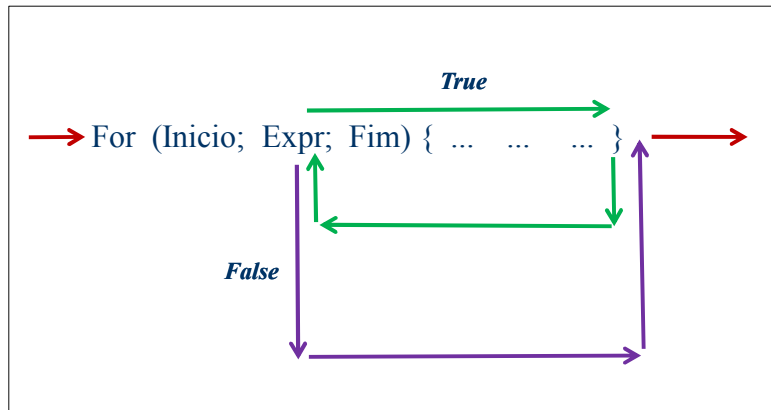 True
For (Inicio; Expr; Fim) { ... ... ... }
False